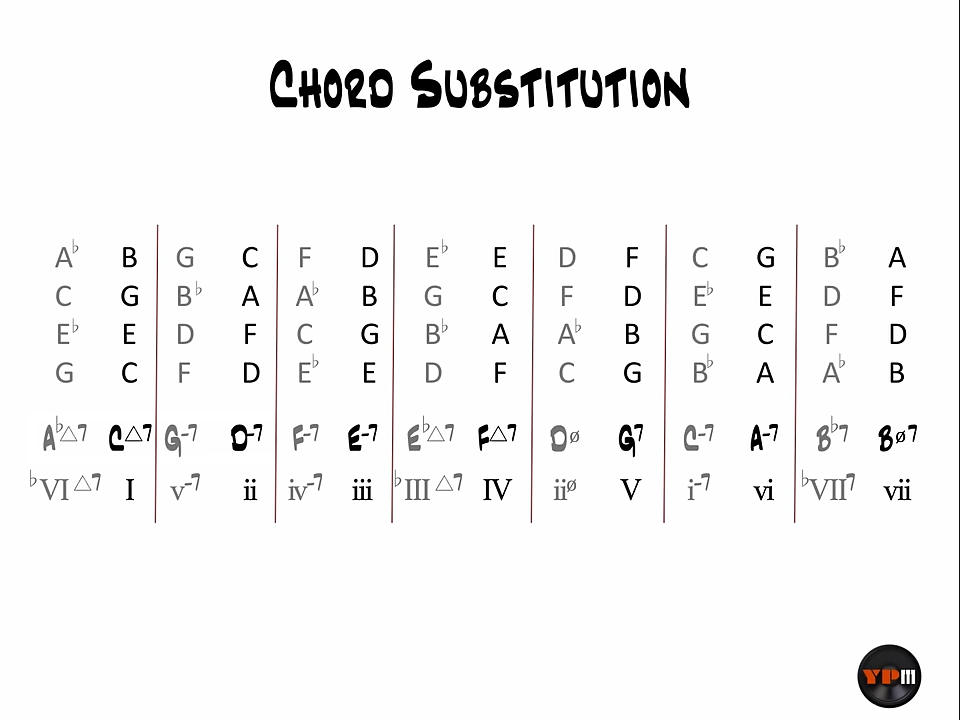 CHORD SUBSTITUTION
A♭ B G C F D E♭ E D F C G B♭ A
C G B♭ A A♭ B G C F D E♭ E D F
E♭ E D F C G B♭ A A♭ B G C F D
G C F D E♭ E D F C G B♭ A A♭ B
A♭△7 C△7 G-7 D-7 F-7 E-7 E♭△7 F△7 Dø G7 C-7 A-7 B♭7 Bø7
♭VI△7 I v-7 ii iv-7 iii ♭III△7 IV iiø V i-7 vi ♭VII7 vii
YPM